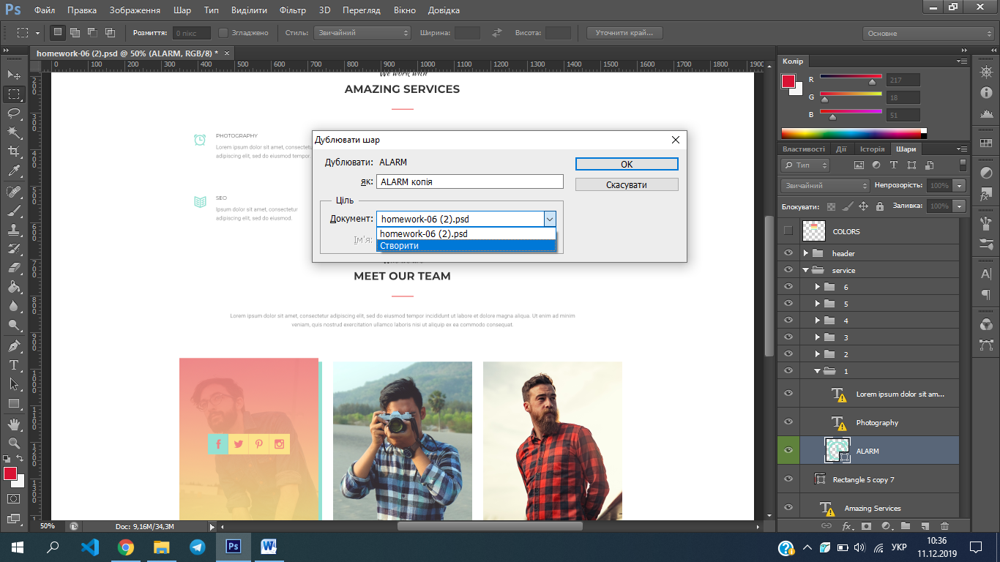 Ps Файл Правка Зображення Шар Тип Виділити Фільтр 3D Перегляд Вікно Довідка
Розмиття: 0 пікс Згладжено Стиль: Звичайний Ширина: Висота: Уточнити край... Основне
homework-06 (2).psd @ 50% (ALARM, RGB/8) * ×
0 100 200 300 400 500 600 700 800 900 1000 1100 1200 1300 1400 1500 1600 1700 1800 1900
We work with
AMAZING SERVICES
PHOTOGRAPHY
Lorem ipsum dolor sit amet, consectetu
adipiscing elit, sed do eiusmod tempor.
SEO
Ipsum dolor sit amet, consectetur
adipiscing elit, sed do eiusmod.
Дублювати шар
Дублювати: ALARM
як: ALARM копія
OK
Скасувати
Ціль
Документ: homework-06 (2).psd
homework-06 (2).psd
Створити
Ім'я:
MEET OUR TEAM
Lorem ipsum dolor sit amet, consectetur adipiscing elit, sed do eiusmod tempor incididunt ut labore et dolore magna aliqua. Ut enim ad minim
veniam, quis nostrud exercitation ullamco laboris nisi ut aliquip ex ea commodo consequat.
Колір
R 217
G 18
B 51
Властивості Дії Історія Шари
Тип
Звичайний Непрозорість: 100%
Блокувати: Заливка: 100%
COLORS
header
service
6
5
4
3
2
1
Lorem ipsum dolor sit am...
Photography
ALARM
Rectangle 5 copy 7
Amazing Services
50% Doc: 9,16M/34,3M
Ps УКР 10:36
11.12.2019